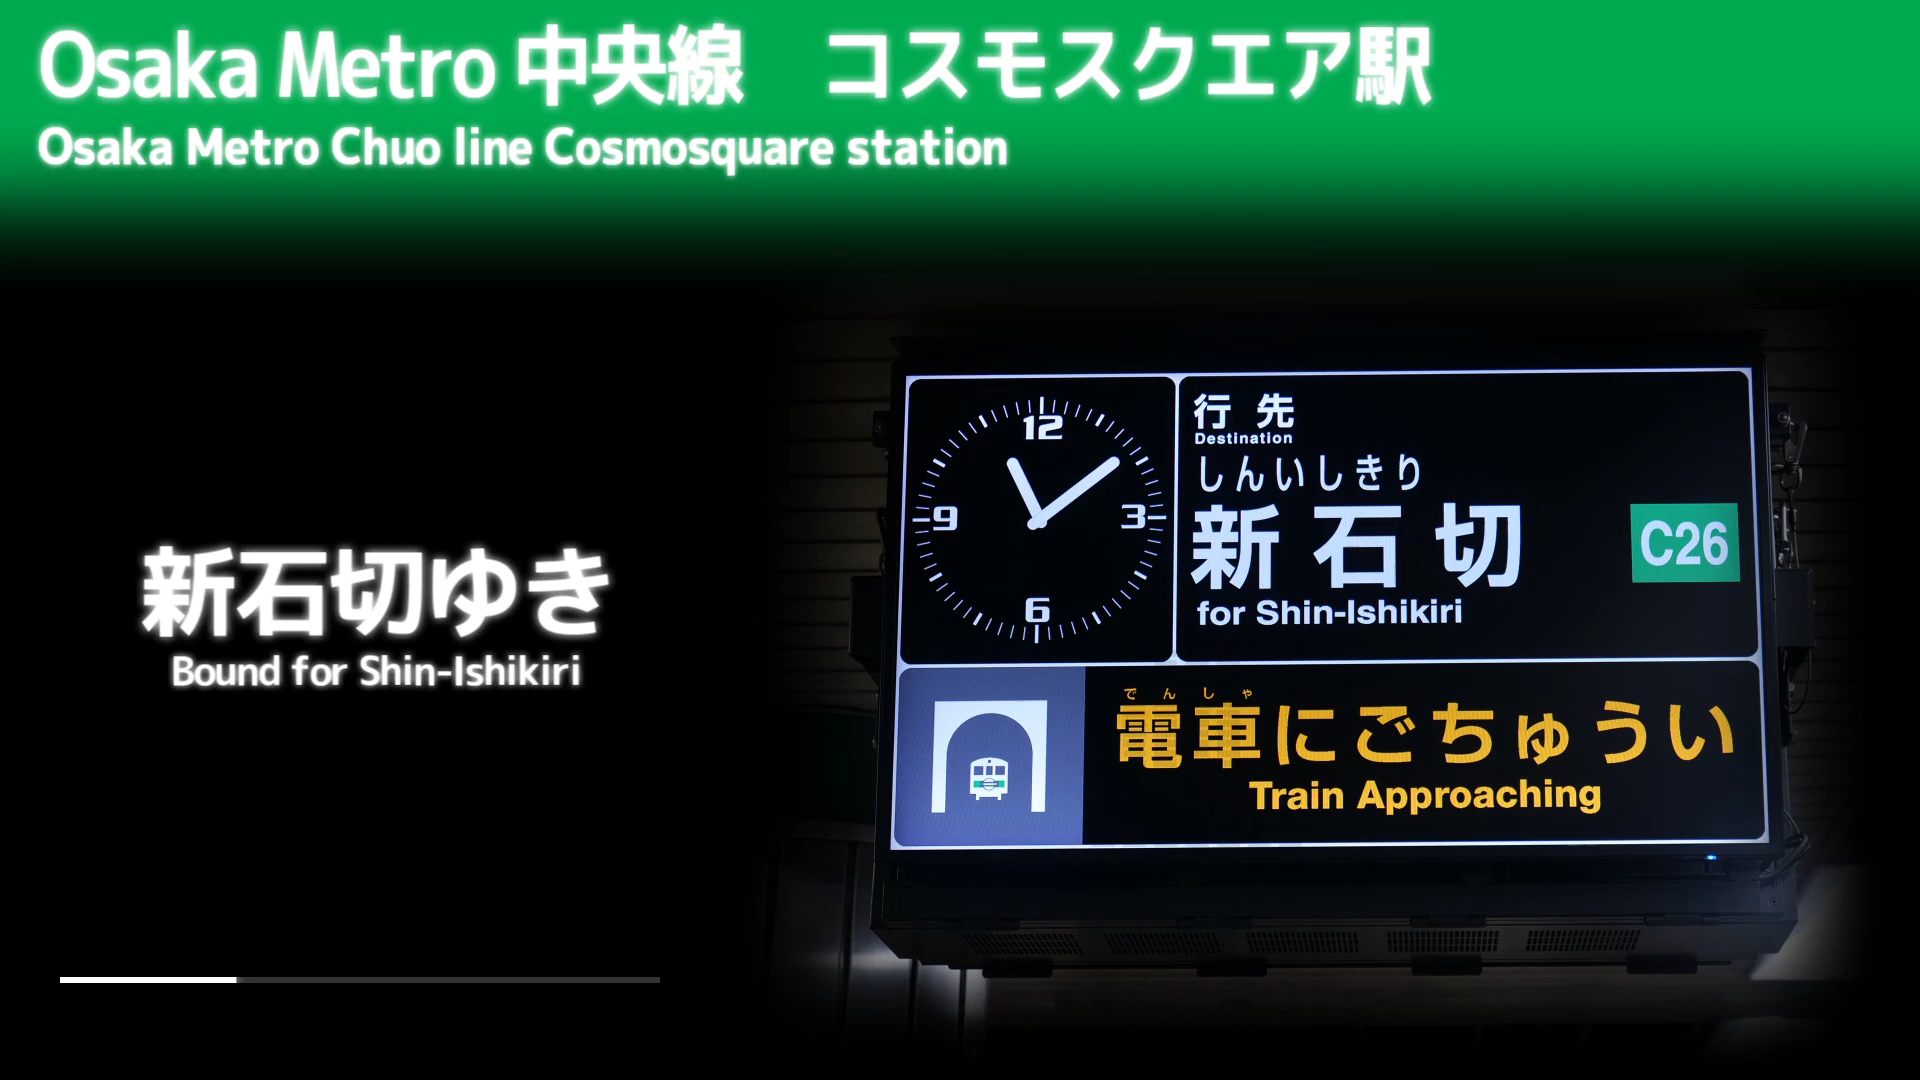 Osaka Metro 中央線　コスモスクエア駅
Osaka Metro Chuo line Cosmosquare station
新石切ゆき
Bound for Shin-Ishikiri
12
3
6
9
行先
Destination
しんいしきり
新石切
for Shin-Ishikiri
C26
でんしゃ
電車にごちゅうい
Train Approaching